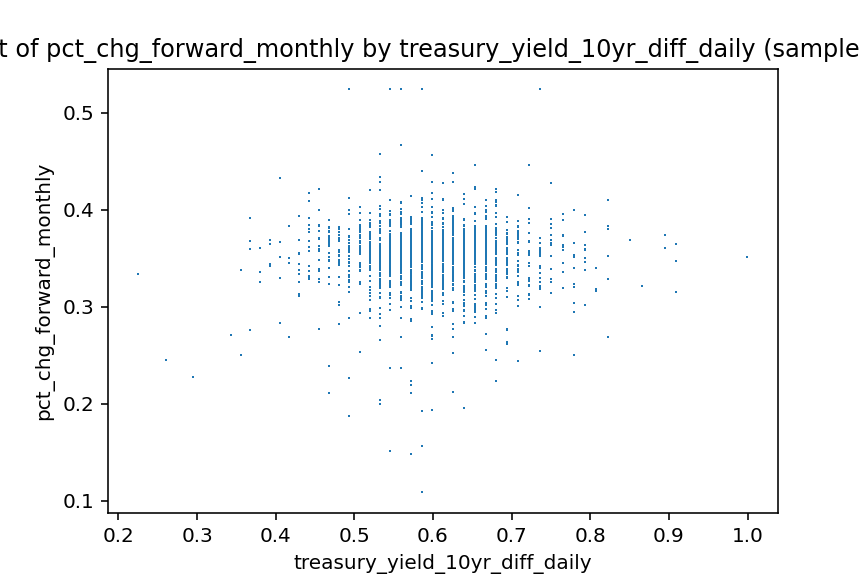 t of pct_chg_forward_monthly by treasury_yield_10yr_diff_daily (sample
0.5
0.4
0.3
0.2
0.1
pct_chg_forward_monthly
0.2 0.3 0.4 0.5 0.6 0.7 0.8 0.9 1.0
treasury_yield_10yr_diff_daily